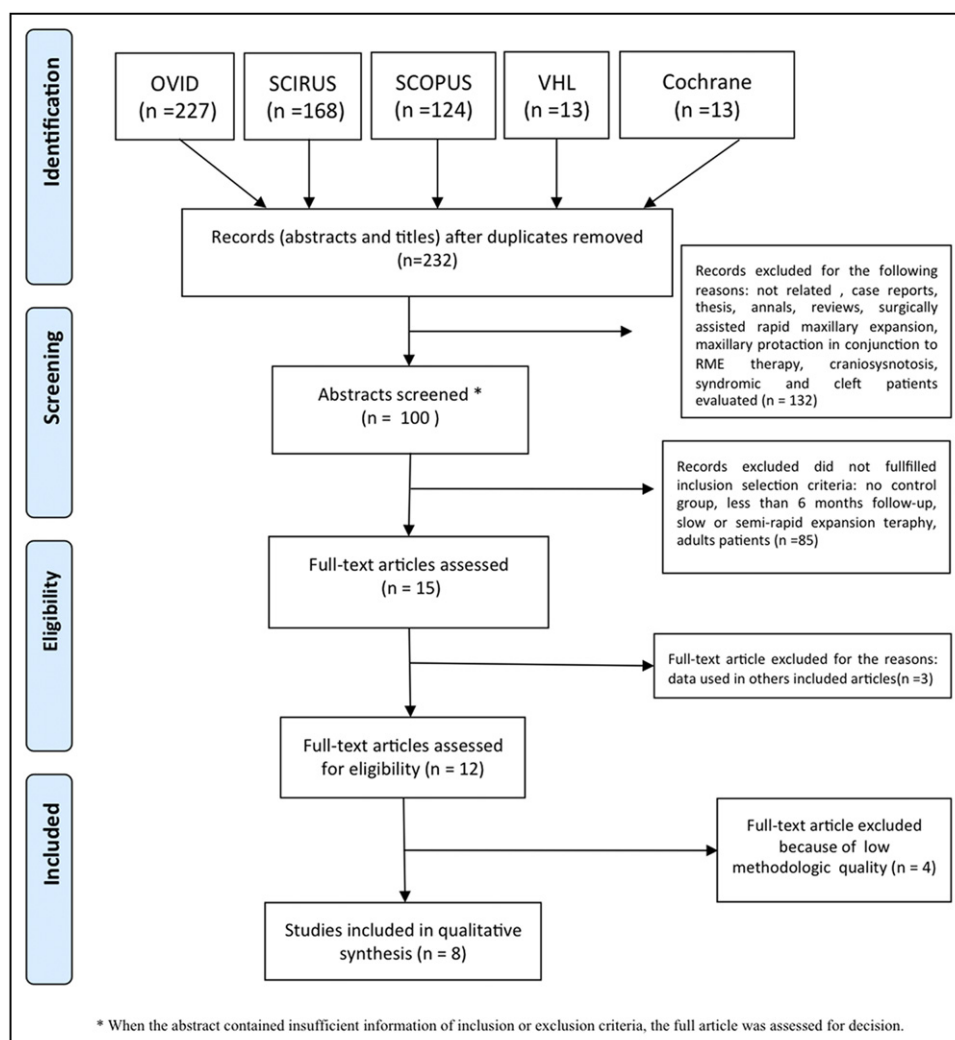 Identification
OVID
(n =227)
SCIRUS
(n =168)
SCOPUS
(n =124)
VHL
(n =13)
Cochrane
(n =13)
Records (abstracts and titles) after duplicates removed
(n=232)
Records excluded for the following
reasons: not related , case reports,
thesis, annals, reviews, surgically
assisted rapid maxillary expansion,
maxillary protaction in conjunction to
RME therapy, craniosysnotosis,
syndromic and cleft patients
evaluated (n = 132)
Screening
Abstracts screened *
(n = 100 )
Records excluded did not fullfilled
inclusion selection criteria: no control
group, less than 6 months follow-up,
slow or semi-rapid expansion teraphy,
adults patients (n =85)
Eligibility
Full-text articles assessed
(n = 15)
Full-text article excluded for the reasons:
data used in others included articles(n =3)
Full-text articles assessed
for eligibility (n = 12)
Included
Full-text article excluded
because of low
methodologic quality (n = 4)
Studies included in qualitative
synthesis (n = 8)
* When the abstract contained insufficient information of inclusion or exclusion criteria, the full article was assessed for decision.